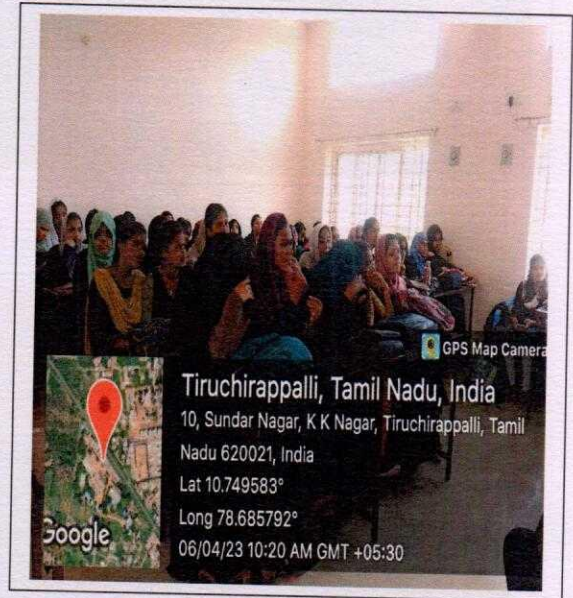 GPS Map Camera
Tiruchirappalli, Tamil Nadu, India
10, Sundar Nagar, K K Nagar, Tiruchirappalli, Tamil
Nadu 620021, India
Lat 10.749583°
Long 78.685792°
06/04/23 10:20 AM GMT +05:30
Google